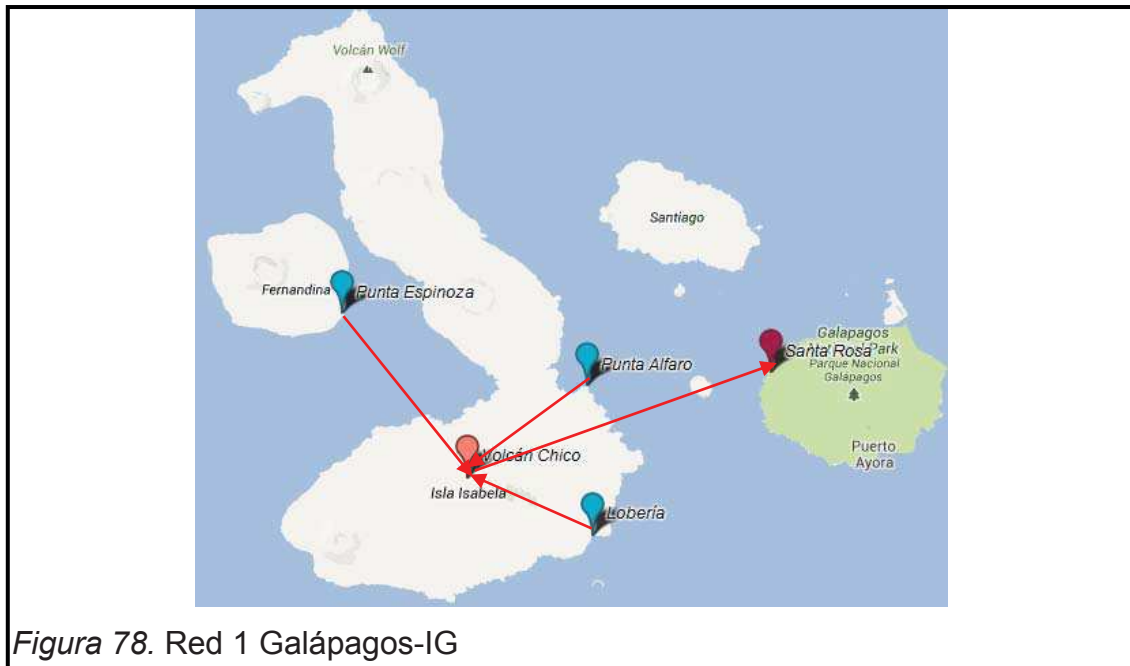 Volcán Wolf
Santiago
Fernandina
Punta Espinoza
Galapagos
Santa Rosa
Park
Parque Nacional
Galápagos
Punta Alfaro
Puerto
Ayora
Volcán Chico
Isla Isabela
Lobería
Figura 78. Red 1 Galápagos-IG